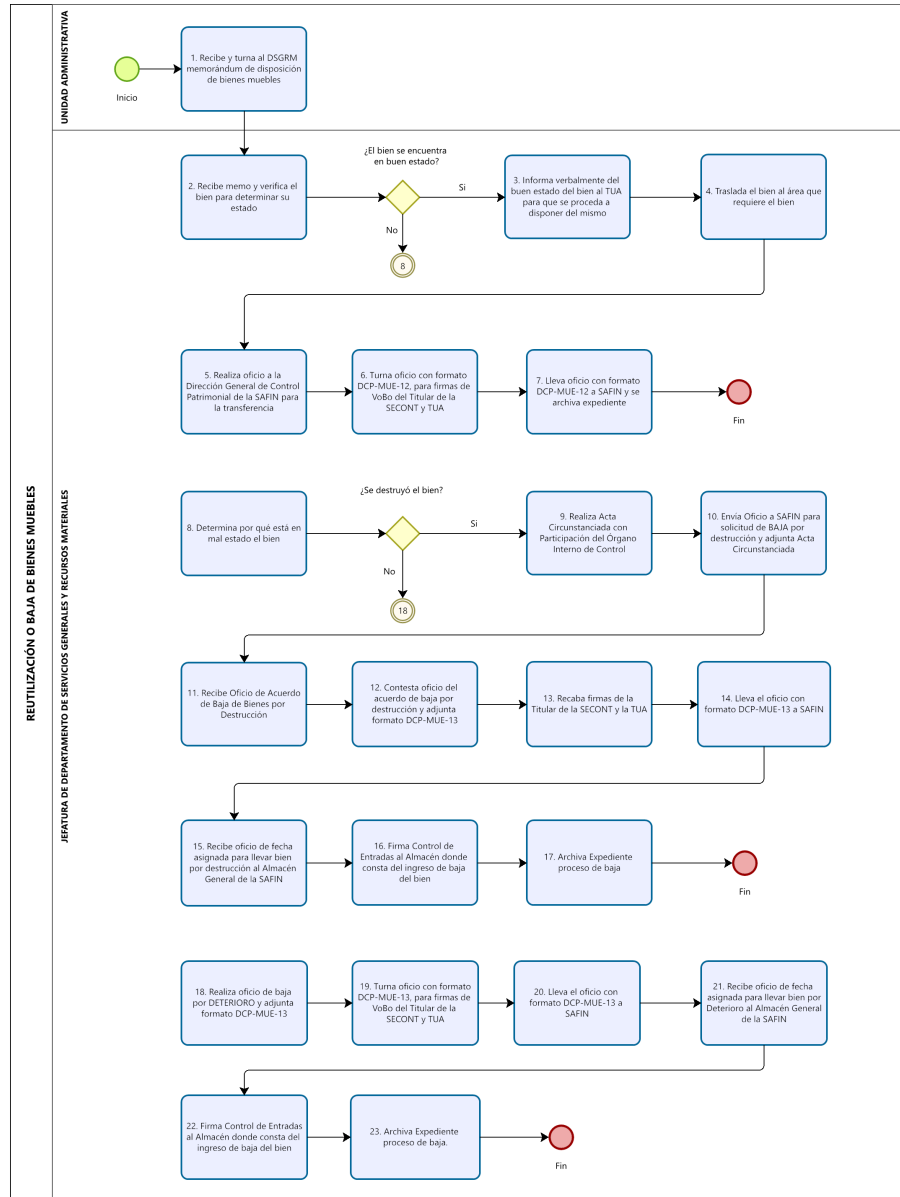 REUTILIZACIÓN O BAJA DE BIENES MUEBLES
UNIDAD ADMINISTRATIVA
Inicio
1. Recibe y turna al DSGRM
memorándum de disposición
de bienes muebles
JEFATURA DE DEPARTAMENTO DE SERVICIOS GENERALES Y RECURSOS MATERIALES
2. Recibe memo y verifica el
bien para determinar su
estado
¿El bien se encuentra
en buen estado?
Si
No
8
3. Informa verbalmente del
buen estado del bien al TUA
para que se proceda a
disponer del mismo
4. Traslada el bien al área que
requiere el bien
5. Realiza oficio a la
Dirección General de Control
Patrimonial de la SAFIN para
la transferencia
6. Turna oficio con formato
DCP-MUE-12, para firmas de
VoBo del Titular de la
SECONT y TUA
7. Lleva oficio con formato
DCP-MUE-12 a SAFIN y se
archiva expediente
Fin
8. Determina por qué está en
mal estado el bien
¿Se destruyó el bien?
Si
No
18
9. Realiza Acta
Circunstanciada con
Participación del Órgano
Interno de Control
10. Envía Oficio a SAFIN para
solicitud de BAJA por
destrucción y adjunta Acta
Circunstanciada
11. Recibe Oficio de Acuerdo
de Baja de Bienes por
Destrucción
12. Contesta oficio del
acuerdo de baja por
destrucción y adjunta
formato DCP-MUE-13
13. Recaba firmas de la
Titular de la SECONT y la TUA
14. Lleva el oficio con
formato DCP-MUE-13 a SAFIN
15. Recibe oficio de fecha
asignada para llevar bien
por destrucción al Almacén
General de la SAFIN
16. Firma Control de
Entradas al Almacén donde
consta del ingreso de baja
del bien
17. Archiva Expediente
proceso de baja
Fin
18. Realiza oficio de baja
por DETERIORO y adjunta
formato DCP-MUE-13
19. Turna oficio con formato
DCP-MUE-13, para firmas de
VoBo del Titular de la
SECONT y TUA
20. Lleva el oficio con
formato DCP-MUE-13 a
SAFIN
21. Recibe oficio de fecha
asignada para llevar bien por
Deterioro al Almacén General
de la SAFIN
22. Firma Control de Entradas
al Almacén donde consta del
ingreso de baja del bien
23. Archiva Expediente
proceso de baja.
Fin